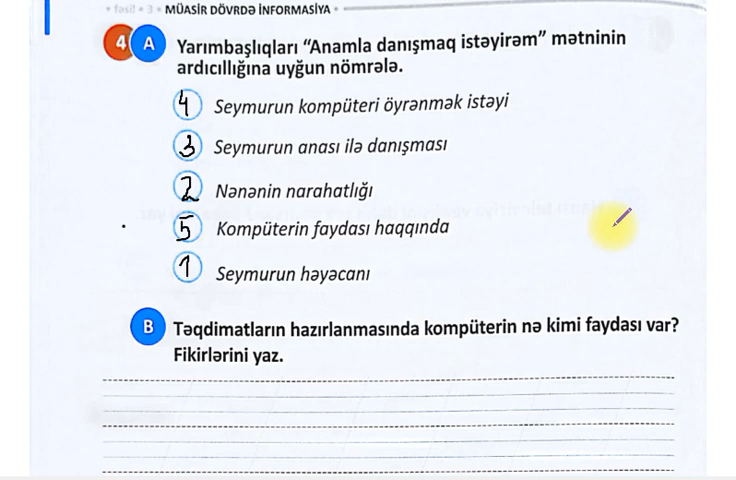 fəsil • 3 • MÜASİR DÖVRDƏ İNFORMASİYA •
4 A Yarımbaşlıqları “Anamla danışmaq istəyirəm” mətninin
ardıcıllığına uyğun nömrələ.
4 Seymurun kompüteri öyrənmək istəyi
3 Seymurun anası ilə danışması
2 Nənənin narahatlığı
5 Kompüterin faydası haqqında
1 Seymurun həyəcanı
B Təqdimatların hazırlanmasında kompüterin nə kimi faydası var?
Fikirlərini yaz.